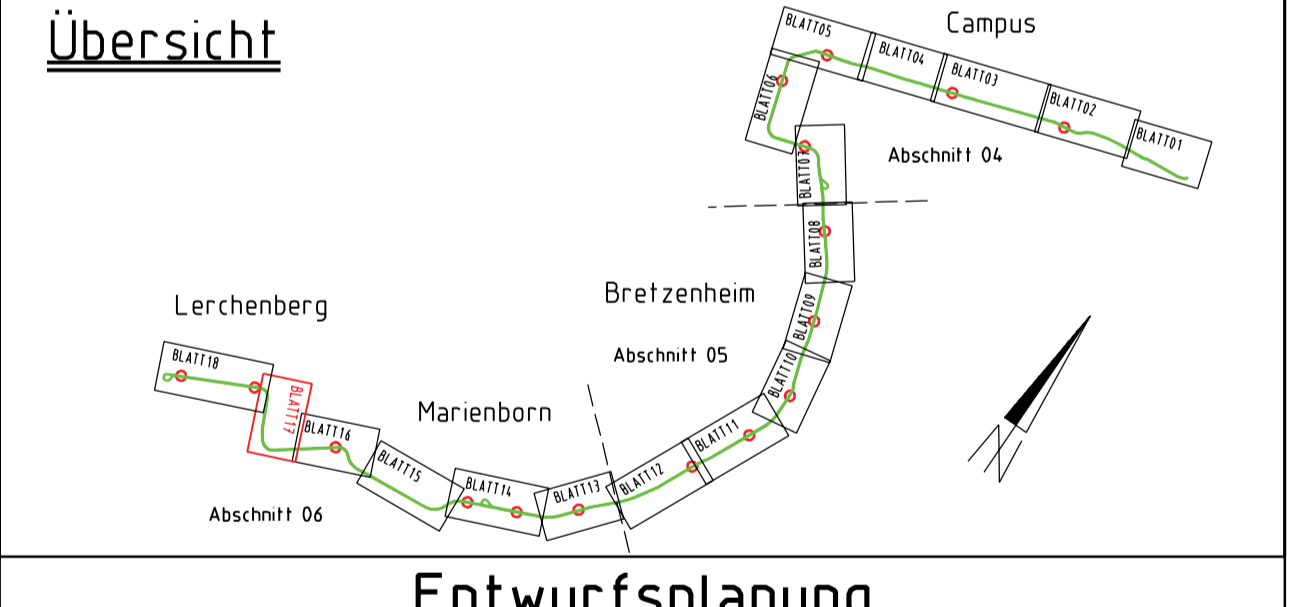 Übersicht
Campus
BLATT05
BLATT04
BLATT03
BLATT02
BLATT01
BLATT06
Abschnitt 04
BLATT07
BLATT08
Bretzenheim
BLATT09
Lerchenberg
Abschnitt 05
BLATT18
BLATT10
BLATT17
Marienborn
BLATT16
BLATT11
BLATT15
BLATT12
BLATT14
BLATT13
Abschnitt 06
N
Entwurfsplanung